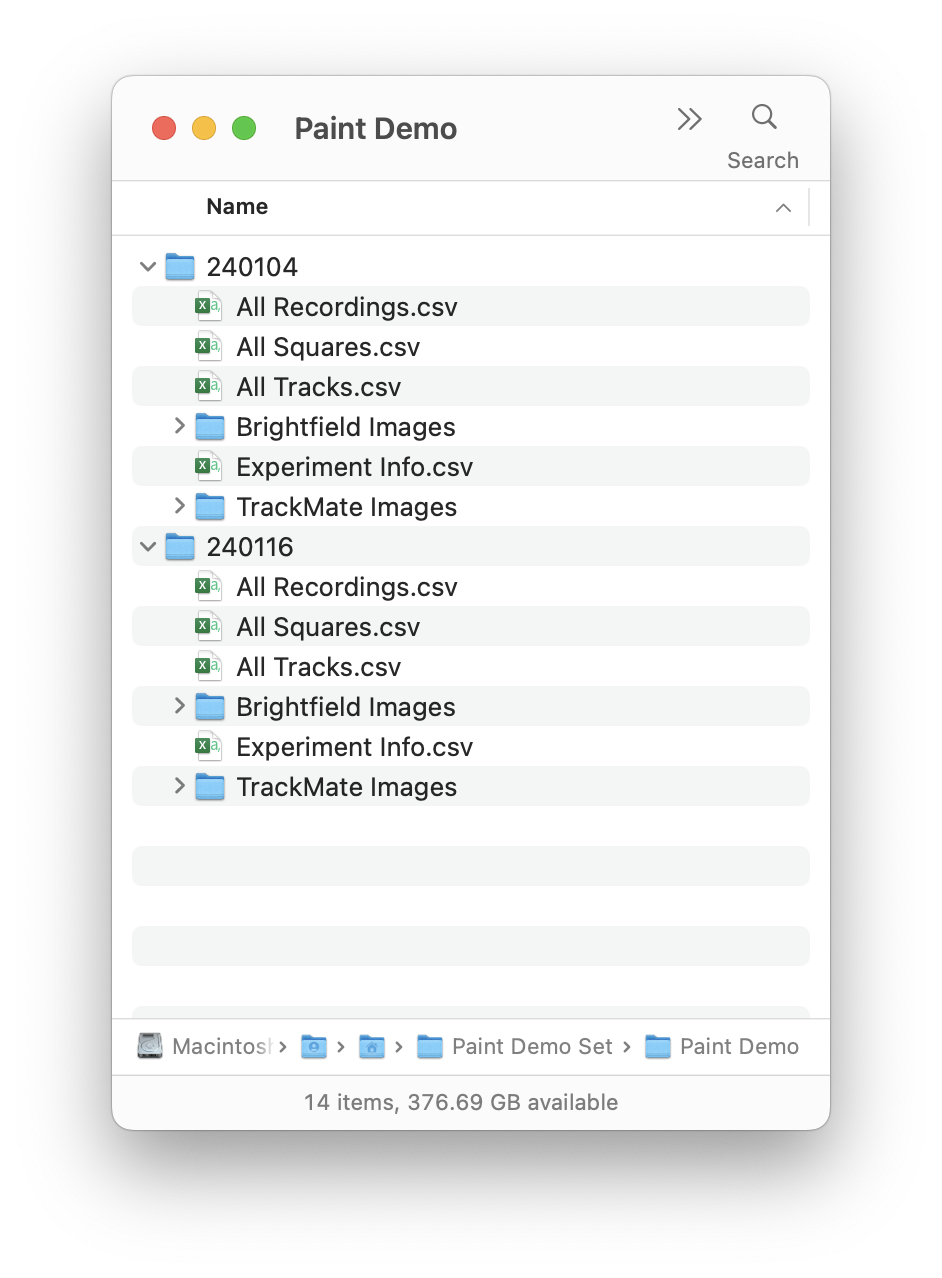 Paint Demo
Search
Name
240104
All Recordings.csv
All Squares.csv
All Tracks.csv
Brightfield Images
Experiment Info.csv
TrackMate Images
240116
All Recordings.csv
All Squares.csv
All Tracks.csv
Brightfield Images
Experiment Info.csv
TrackMate Images
Macintosh Paint Demo Set Paint Demo
14 items, 376.69 GB available